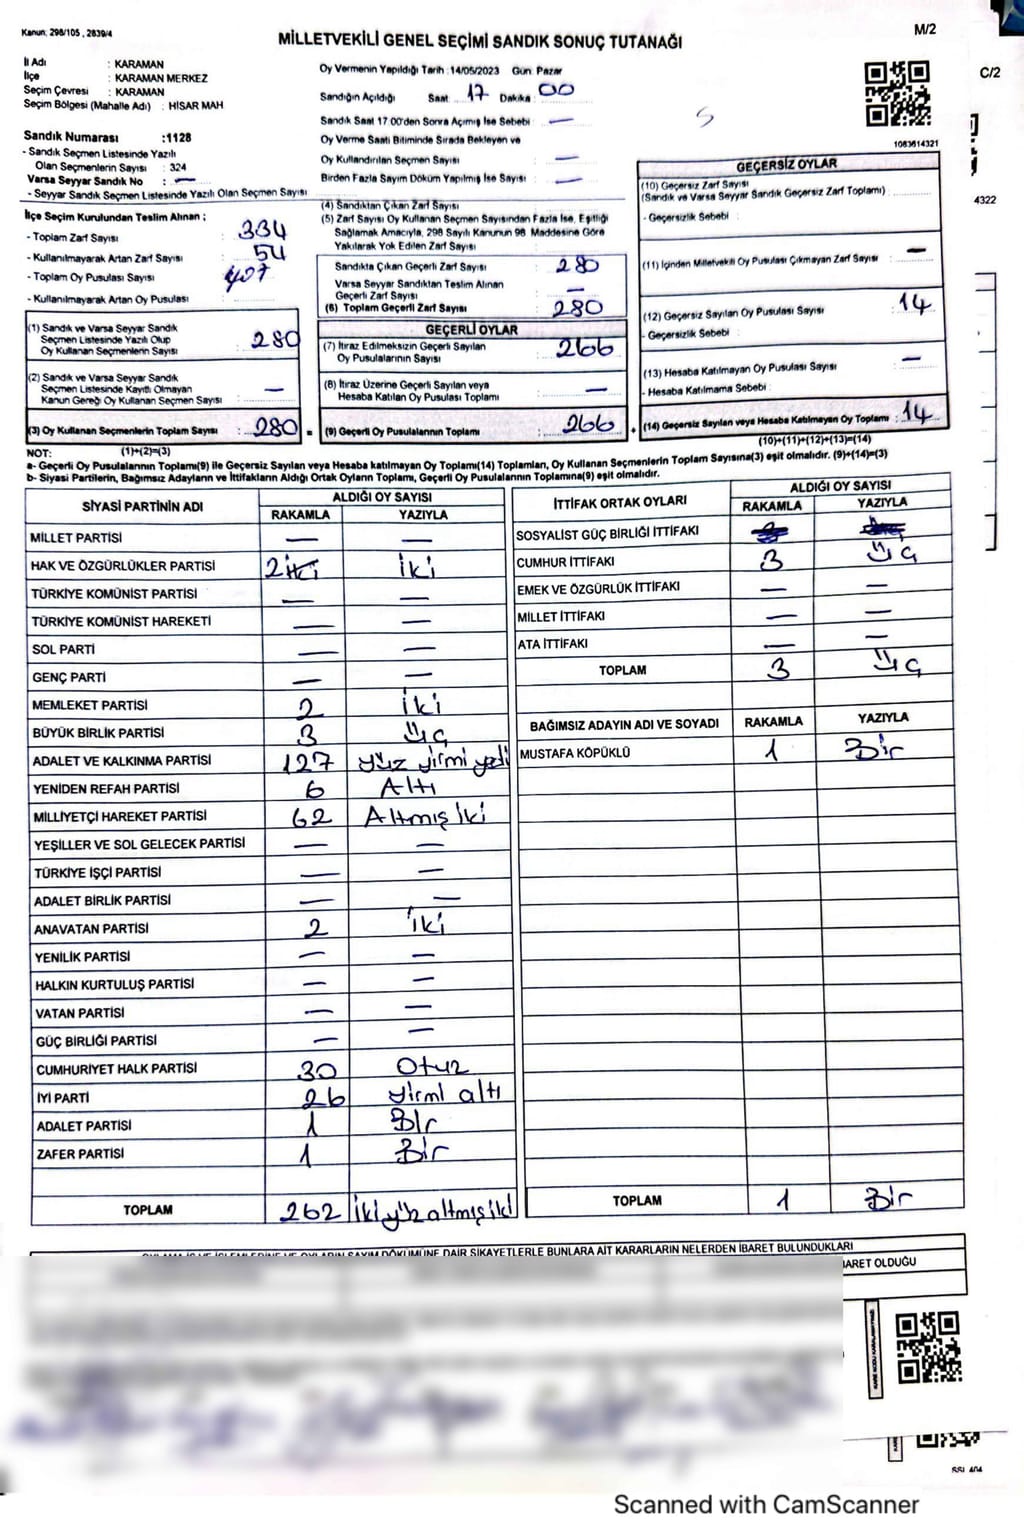 Kanun, 298/105 , 2839/4
M/2
MİLLETVEKİLİ GENEL SEÇİMİ SANDIK SONUÇ TUTANAĞI
C/2
İl Adı : KARAMAN
İlçe : KARAMAN MERKEZ
Seçim Çevresi : KARAMAN
Seçim Bölgesi (Mahalle Adı) : HİSAR MAH
Sandık Numarası :1128
- Sandık Seçmen Listesinde Yazılı
Olan Seçmenlerin Sayısı : 324
Varsa Seyyar Sandık No : —
- Seyyar Sandık Seçmen Listesinde Yazılı Olan Seçmen Sayısı
Oy Vermenin Yapıldığı Tarih :14/05/2023 Gün: Pazar
Sandığın Açıldığı Saat: 17 Dakika 00
Sandık Saat 17:00'den Sonra Açımış İse Sebebi : —
Oy Verme Saati Bitiminde Sırada Bekleyen ve
Oy Kullandırılan Seçmen Sayısı : —
Birden Fazla Sayım Döküm Yapılmış İse Sayısı : —
1083614321
4322
İlçe Seçim Kurulundan Teslim Alınan ;
- Toplam Zarf Sayısı : 334
- Kullanılmayarak Artan Zarf Sayısı : 54
- Toplam Oy Pusulası Sayısı : 407
- Kullanılmayarak Artan Oy Pusulası :
(1) Sandık ve Varsa Seyyar Sandık
Seçmen Listesinde Yazılı Olup
Oy Kullanan Seçmenlerin Sayısı : 280
(2) Sandık ve Varsa Seyyar Sandık
Seçmen Listesinde Kayıtlı Olmayan
Kanun Gereği Oy Kullanan Seçmen Sayısı : —
(3) Oy Kullanan Seçmenlerin Toplam Sayısı : 280 =
(1)+(2)=(3)
(4) Sandıktan Çıkan Zarf Sayısı
(5) Zarf Sayısı Oy Kullanan Seçmen Sayısından Fazla İse, Eşitliği
Sağlamak Amacıyla, 298 Sayılı Kanunun 98 Maddesine Göre
Yakılarak Yok Edilen Zarf Sayısı :
Sandıkta Çıkan Geçerli Zarf Sayısı : 280
Varsa Seyyar Sandıktan Teslim Alınan
Geçerli Zarf Sayısı : —
(6) Toplam Geçerli Zarf Sayısı : 280
GEÇERLİ OYLAR
(7) İtiraz Edilmeksizin Geçerli Sayılan
Oy Pusulalarının Sayısı : 266
(8) İtiraz Üzerine Geçerli Sayılan veya
Hesaba Katılan Oy Pusulası Toplamı : —
(9) Geçerli Oy Pusulalarının Toplamı : 266 +
GEÇERSİZ OYLAR
(10) Geçersiz Zarf Sayısı
(Sandık ve Varsa Seyyar Sandık Geçersiz Zarf Toplamı) :
- Geçersizlik Sebebi :
(11) İçinden Milletvekili Oy Pusulası Çıkmayan Zarf Sayısı : —
(12) Geçersiz Sayılan Oy Pusulası Sayısı : 14
- Geçersizlik Sebebi :
(13) Hesaba Katılmayan Oy Pusulası Sayısı : —
- Hesaba Katılmama Sebebi :
(14) Geçersiz Sayılan veya Hesaba Katılmayan Oy Toplamı : 14
(10)+(11)+(12)+(13)=(14)
NOT:
a- Geçerli Oy Pusulalarının Toplamı(9) ile Geçersiz Sayılan veya Hesaba katılmayan Oy Toplamı(14) Toplamları, Oy Kullanan Seçmenlerin Toplam Sayısına(3) eşit olmalıdır. (9)+(14)=(3)
b- Siyasi Partilerin, Bağımsız Adayların ve İttifakların Aldığı Ortak Oyların Toplamı, Geçerli Oy Pusulalarının Toplamına(9) eşit olmalıdır.
SİYASİ PARTİNİN ADI ALDIĞI OY SAYISI
RAKAMLA YAZIYLA
MİLLET PARTİSİ — —
HAK VE ÖZGÜRLÜKLER PARTİSİ 2 iki İki
TÜRKİYE KOMÜNİST PARTİSİ — —
TÜRKİYE KOMÜNİST HAREKETİ — —
SOL PARTİ — —
GENÇ PARTİ — —
MEMLEKET PARTİSİ 2 İki
BÜYÜK BİRLİK PARTİSİ 3 Üç
ADALET VE KALKINMA PARTİSİ 127 Yüz yirmi yedi
YENİDEN REFAH PARTİSİ 6 Altı
MİLLİYETÇİ HAREKET PARTİSİ 62 Altmış iki
YEŞİLLER VE SOL GELECEK PARTİSİ — —
TÜRKİYE İŞÇİ PARTİSİ — —
ADALET BİRLİK PARTİSİ — —
ANAVATAN PARTİSİ 2 İki
YENİLİK PARTİSİ — —
HALKIN KURTULUŞ PARTİSİ — —
VATAN PARTİSİ — —
GÜÇ BİRLİĞİ PARTİSİ — —
CUMHURİYET HALK PARTİSİ 30 Otuz
İYİ PARTİ 26 Yirmi altı
ADALET PARTİSİ 1 Bir
ZAFER PARTİSİ 1 Bir
TOPLAM 262 İkiyüz altmış iki
İTTİFAK ORTAK OYLARI ALDIĞI OY SAYISI
RAKAMLA YAZIYLA
SOSYALİST GÜÇ BİRLİĞİ İTTİFAKI
CUMHUR İTTİFAKI 3 Üç
EMEK VE ÖZGÜRLÜK İTTİFAKI — —
MİLLET İTTİFAKI — —
ATA İTTİFAKI — —
TOPLAM 3 Üç
BAĞIMSIZ ADAYIN ADI VE SOYADI RAKAMLA YAZIYLA
MUSTAFA KÖPÜKLÜ 1 Bir
TOPLAM 1 Bir
DÖKÜMÜNE DAİR ŞİKAYETLERLE BUNLARA AİT KARARLARIN NELERDEN İBARET BULUNDUKLARI
İBARET OLDUĞU
Scanned with CamScanner